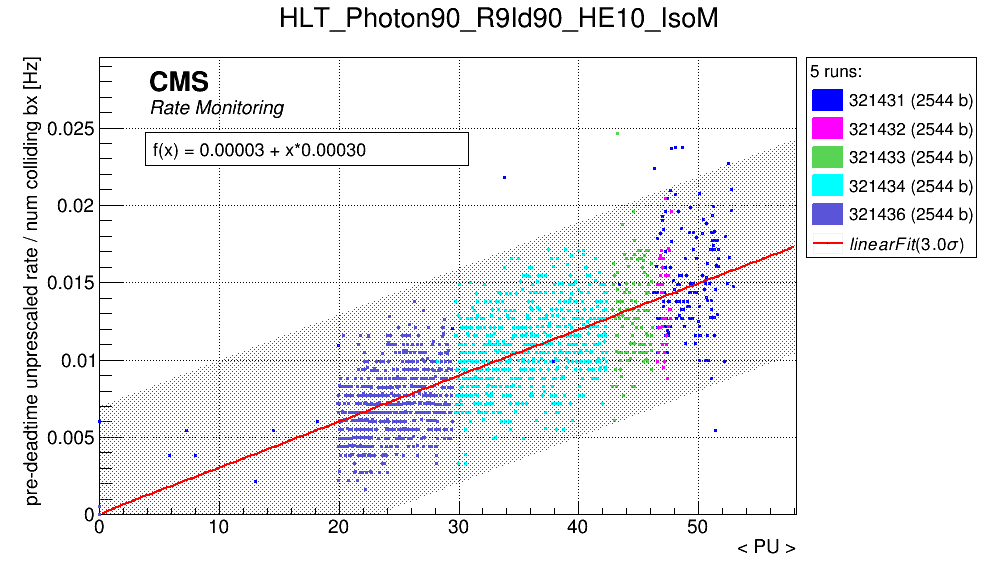 HLT_Photon90_R9Id90_HE10_IsoM
pre-deadtime unprescaled rate / num colliding bx [Hz]
CMS
Rate Monitoring
f(x) = 0.00003 + x*0.00030
0.025
0.02
0.015
0.01
0.005
0
0 10 20 30 40 50
< PU >
5 runs:
321431 (2544 b)
321432 (2544 b)
321433 (2544 b)
321434 (2544 b)
321436 (2544 b)
linearFit(3.0σ)